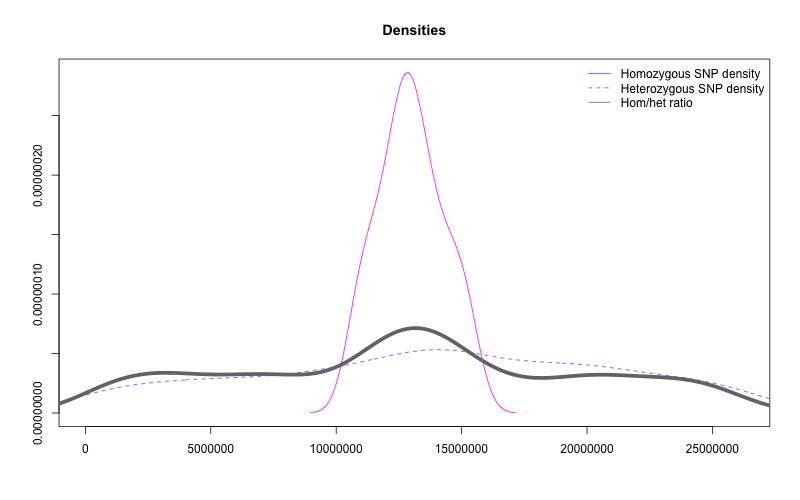 Densities
Homozygous SNP density
Heterozygous SNP density
Hom/het ratio
0.00000020
0.00000010
0.00000000
0 5000000 10000000 15000000 20000000 25000000